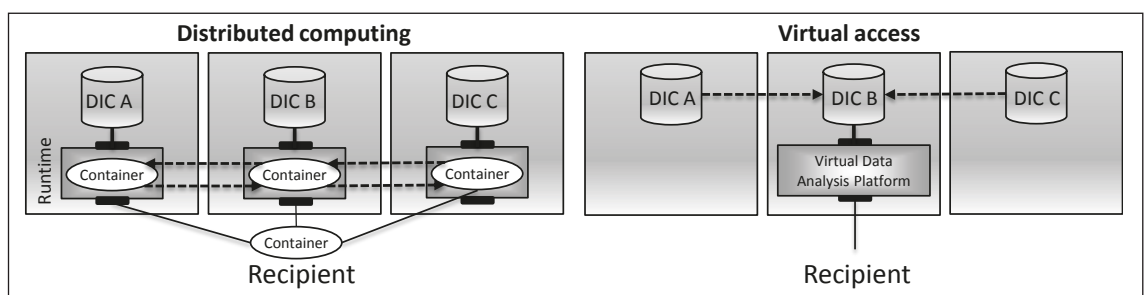 Distributed computing
Virtual access
DIC A
DIC B
DIC C
DIC A
DIC B
DIC C
Runtime
Container
Container
Container
Virtual Data
Analysis Platform
Container
Recipient
Recipient